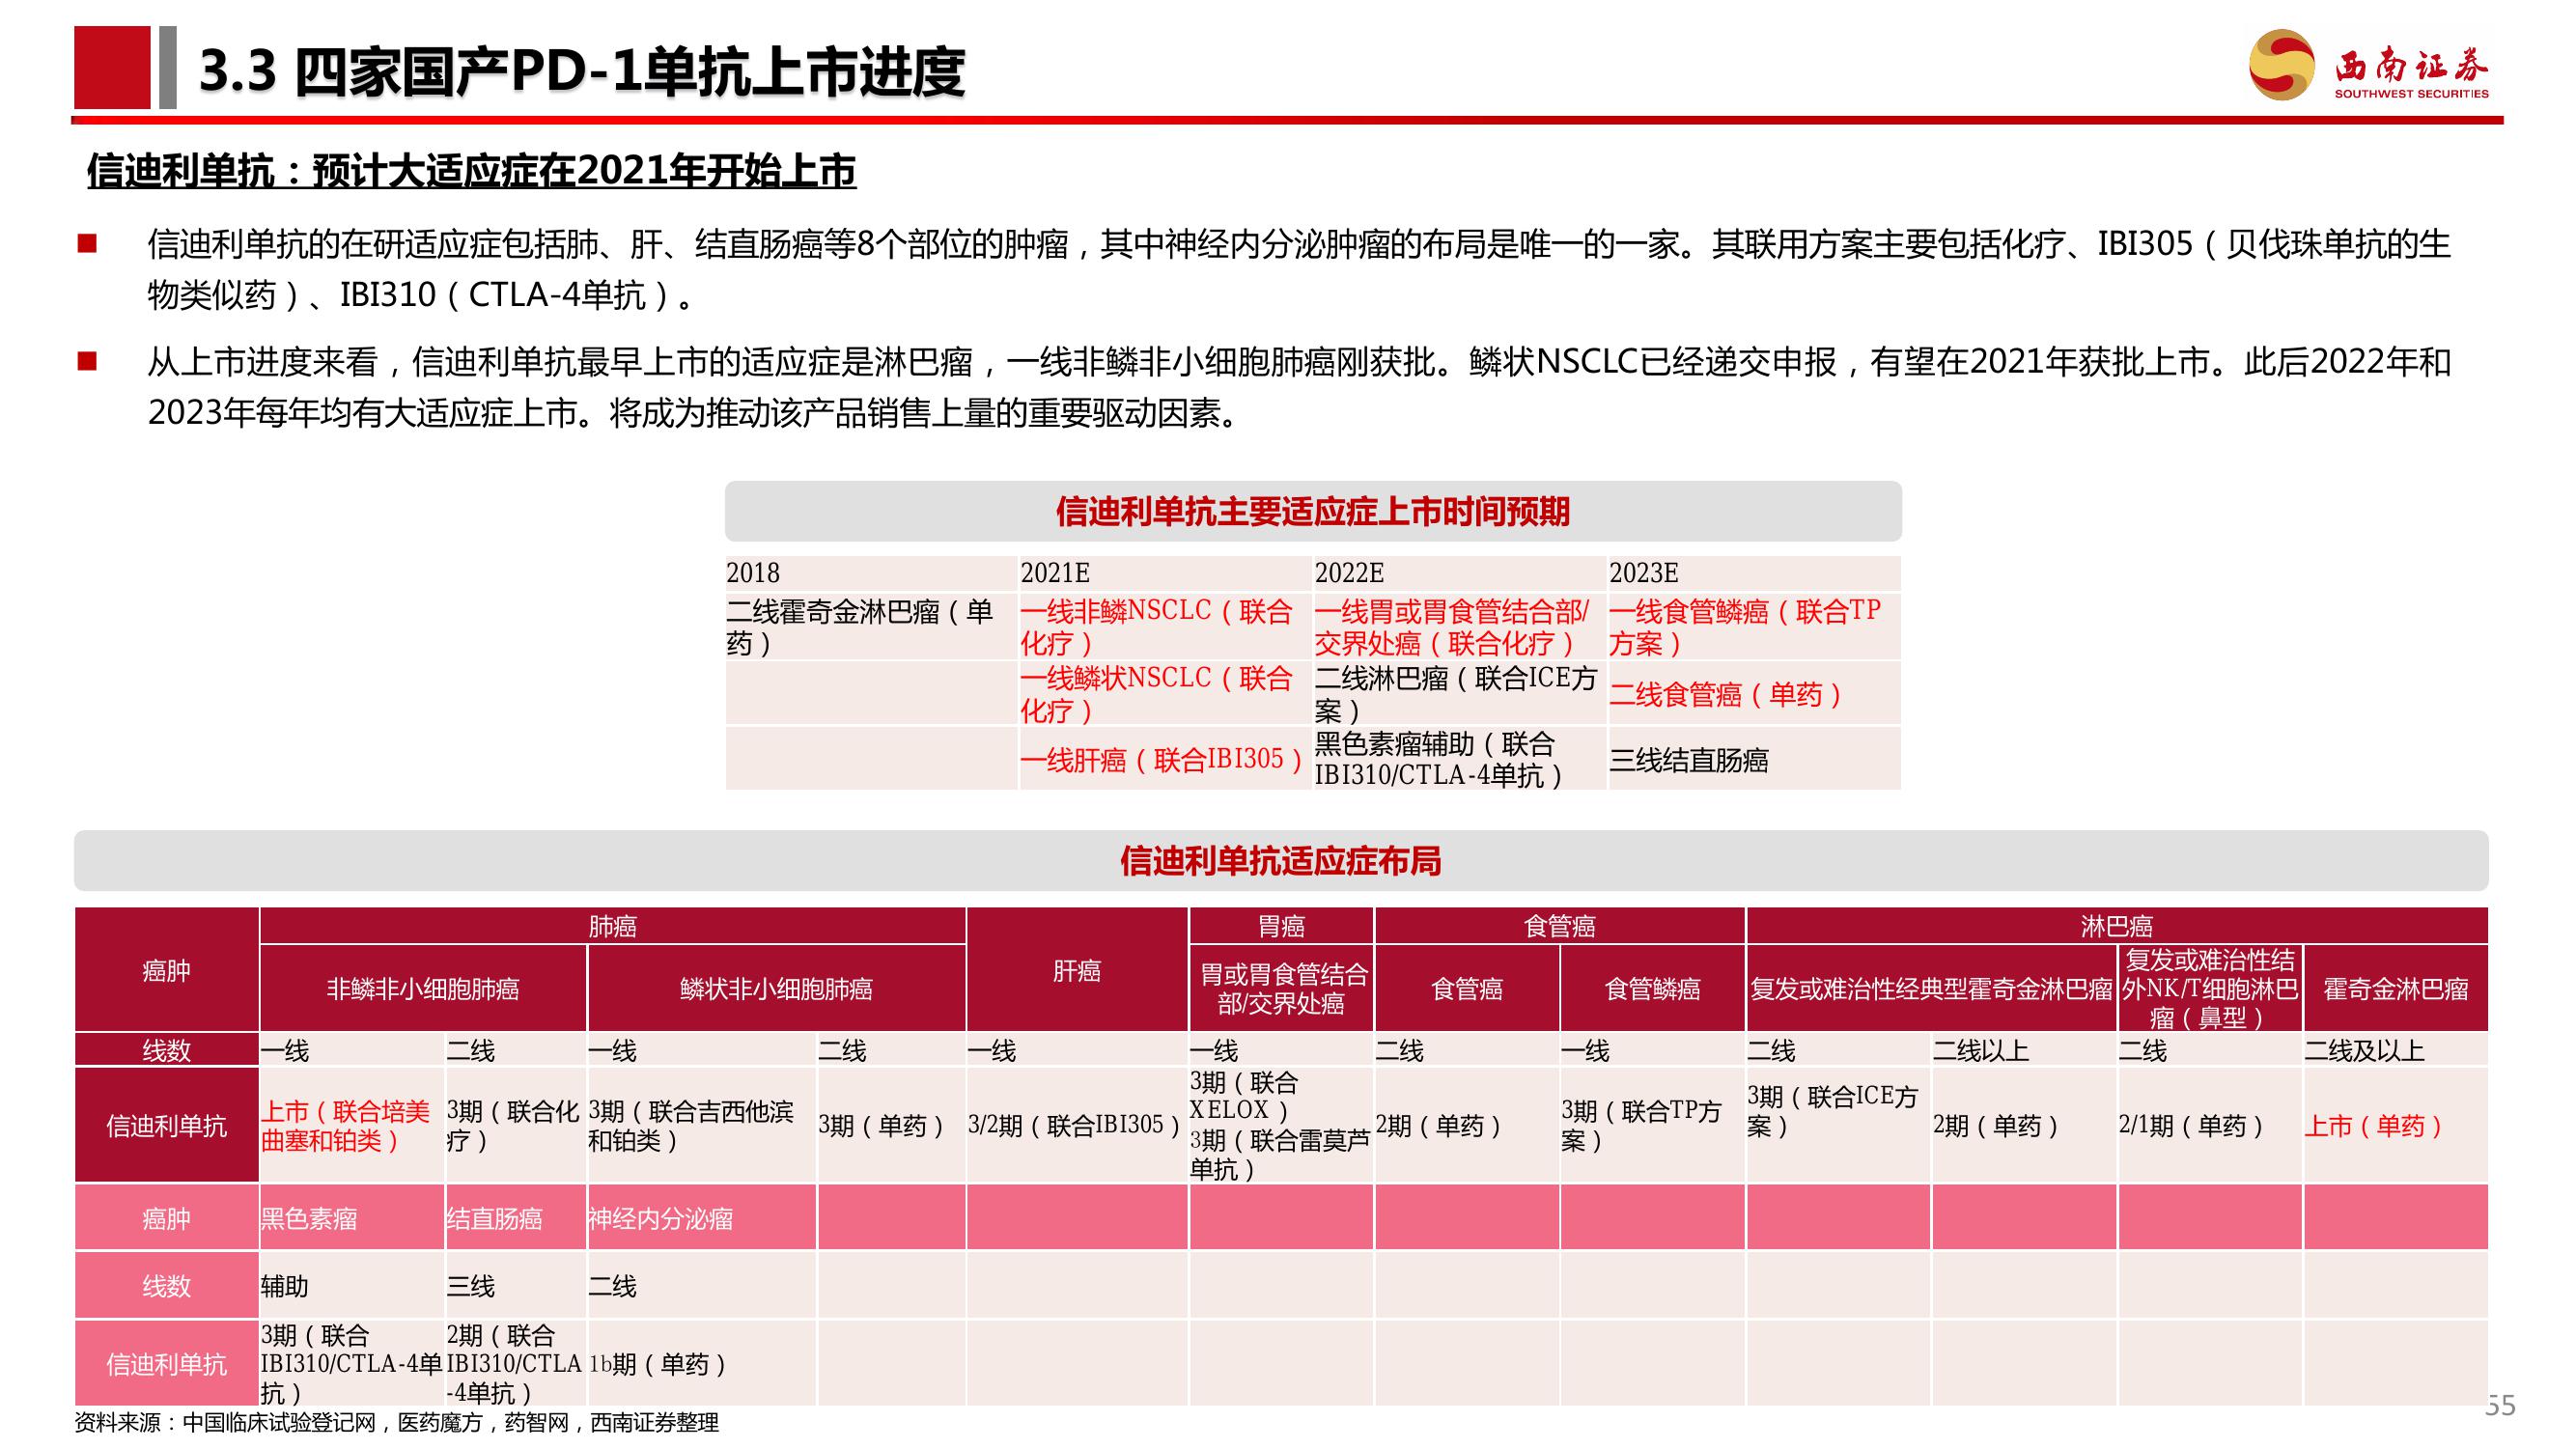 3.3 四家国产PD-1单抗上市进度
西南证券
SOUTHWEST SECURITIES
信迪利单抗：预计大适应症在2021年开始上市
信迪利单抗的在研适应症包括肺、肝、结直肠癌等8个部位的肿瘤，其中神经内分泌肿瘤的布局是唯一的一家。其联用方案主要包括化疗、IBI305（贝伐珠单抗的生
物类似药）、IBI310（CTLA-4单抗）。
从上市进度来看，信迪利单抗最早上市的适应症是淋巴瘤，一线非鳞非小细胞肺癌刚获批。鳞状NSCLC已经递交申报，有望在2021年获批上市。此后2022年和
2023年每年均有大适应症上市。将成为推动该产品销售上量的重要驱动因素。
信迪利单抗主要适应症上市时间预期
2018 2021E 2022E 2023E
二线霍奇金淋巴瘤（单
药）
一线非鳞NSCLC（联合
化疗）
一线胃或胃食管结合部/
交界处癌（联合化疗）
一线食管鳞癌（联合TP
方案）
一线鳞状NSCLC（联合
化疗）
二线淋巴瘤（联合ICE方
案）
二线食管癌（单药）
一线肝癌（联合IBI305）
黑色素瘤辅助（联合
IBI310/CTLA-4单抗）
三线结直肠癌
信迪利单抗适应症布局
癌肿 肺癌 肝癌 胃癌 食管癌 淋巴癌
非鳞非小细胞肺癌 鳞状非小细胞肺癌
胃或胃食管结合
部/交界处癌
食管癌 食管鳞癌 复发或难治性经典型霍奇金淋巴瘤
复发或难治性结
外NK/T细胞淋巴
瘤（鼻型）
霍奇金淋巴瘤
线数 一线 二线 一线 二线 一线 一线 二线 一线 二线 二线以上 二线 二线及以上
信迪利单抗
上市（联合培美
曲塞和铂类）
3期（联合化
疗）
3期（联合吉西他滨
和铂类）
3期（单药）
3/2期（联合IBI305）
3期（联合
XELOX）
3期（联合雷莫芦
单抗）
2期（单药）
3期（联合TP方
案）
3期（联合ICE方
案）
2期（单药）
2/1期（单药）
上市（单药）
癌肿 黑色素瘤 结直肠癌 神经内分泌瘤
线数 辅助 三线 二线
信迪利单抗
3期（联合
IBI310/CTLA-4单
抗）
2期（联合
IBI310/CTLA
-4单抗）
1b期（单药）
资料来源：中国临床试验登记网，医药魔方，药智网，西南证券整理
55